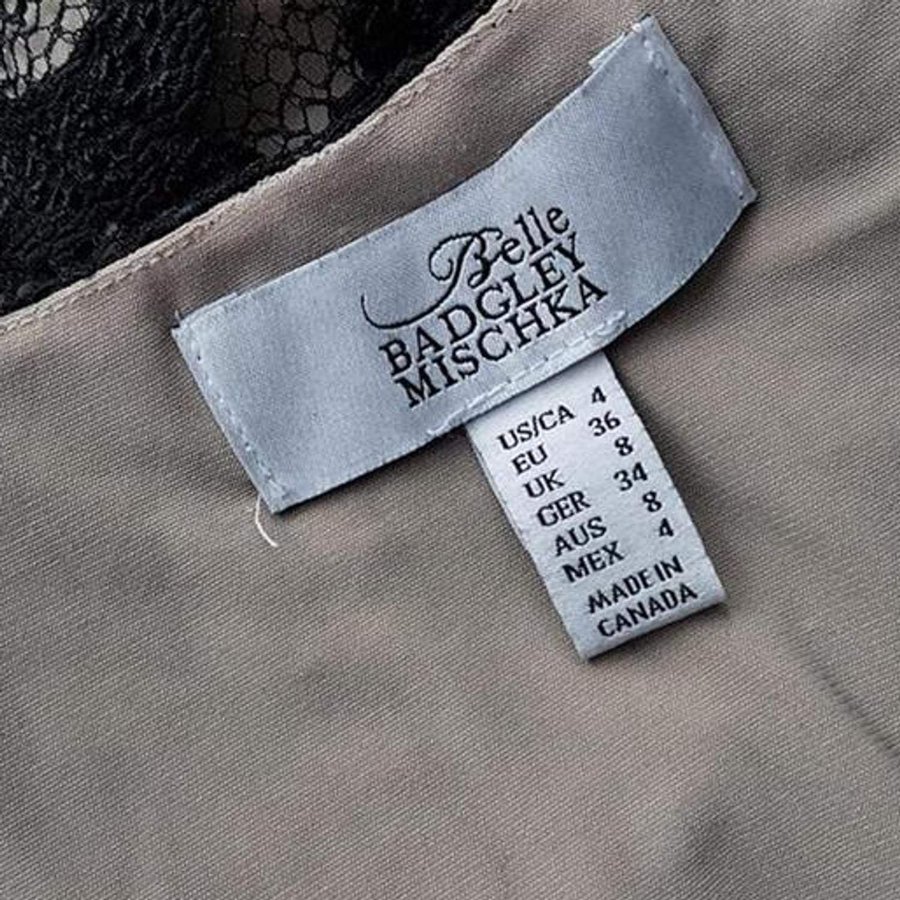 Belle
BADGLEY
MISCHKA
US/CA 4
EU 36
UK 8
GER 34
AUS 8
MEX 4
MADE IN
CANADA